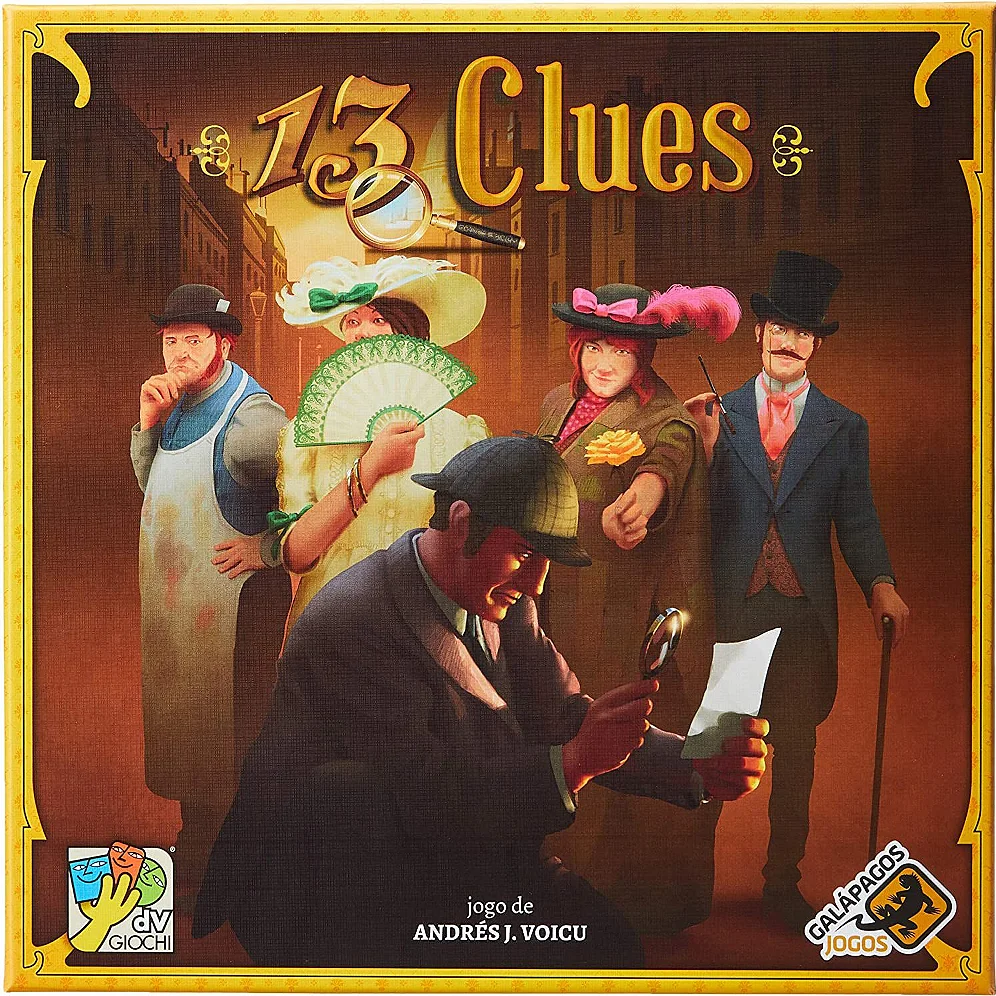 13 Clues
jogo de
ANDRÉS J. VOICU
dV
GIOCHI
®
GALÁPAGOS
JOGOS